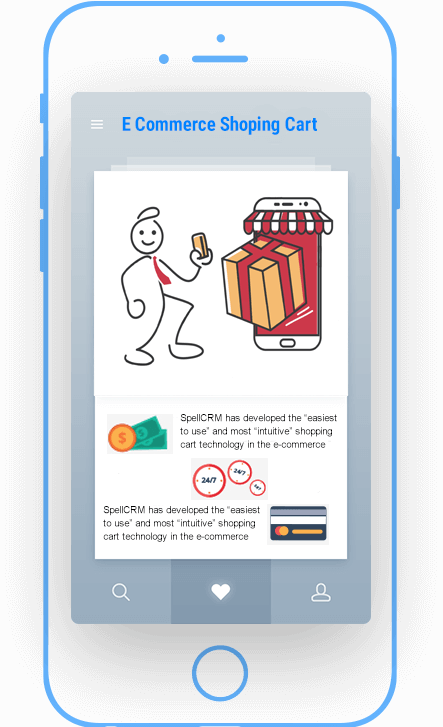 E Commerce Shoping Cart
SpellCRM has developed the “easiest
to use” and most “intuitive” shopping
cart technology in the e-commerce
24/7
24/7
24/7
SpellCRM has developed the “easiest
to use” and most “intuitive” shopping
cart technology in the e-commerce